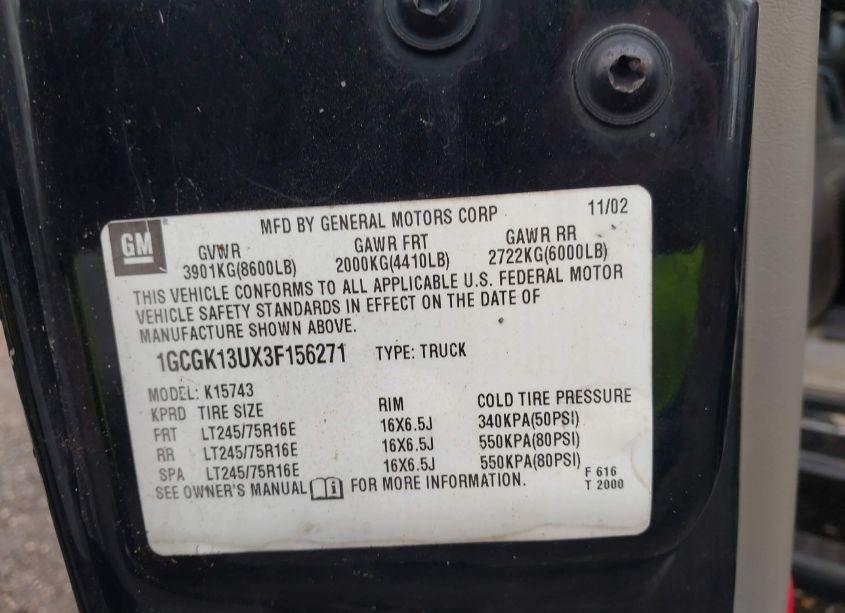 GM
MFD BY GENERAL MOTORS CORP 11/02
GVWR GAWR FRT GAWR RR
3901KG(8600LB) 2000KG(4410LB) 2722KG(6000LB)
THIS VEHICLE CONFORMS TO ALL APPLICABLE U.S. FEDERAL MOTOR
VEHICLE SAFETY STANDARDS IN EFFECT ON THE DATE OF
MANUFACTURE SHOWN ABOVE.
1GCGK13UX3F156271 TYPE: TRUCK
MODEL: K15743
KPRD TIRE SIZE RIM COLD TIRE PRESSURE
FRT LT245/75R16E 16X6.5J 340KPA(50PSI)
RR LT245/75R16E 16X6.5J 550KPA(80PSI)
SPA LT245/75R16E 16X6.5J 550KPA(80PSI)
SEE OWNER'S MANUAL FOR MORE INFORMATION.
F 616
T 2000